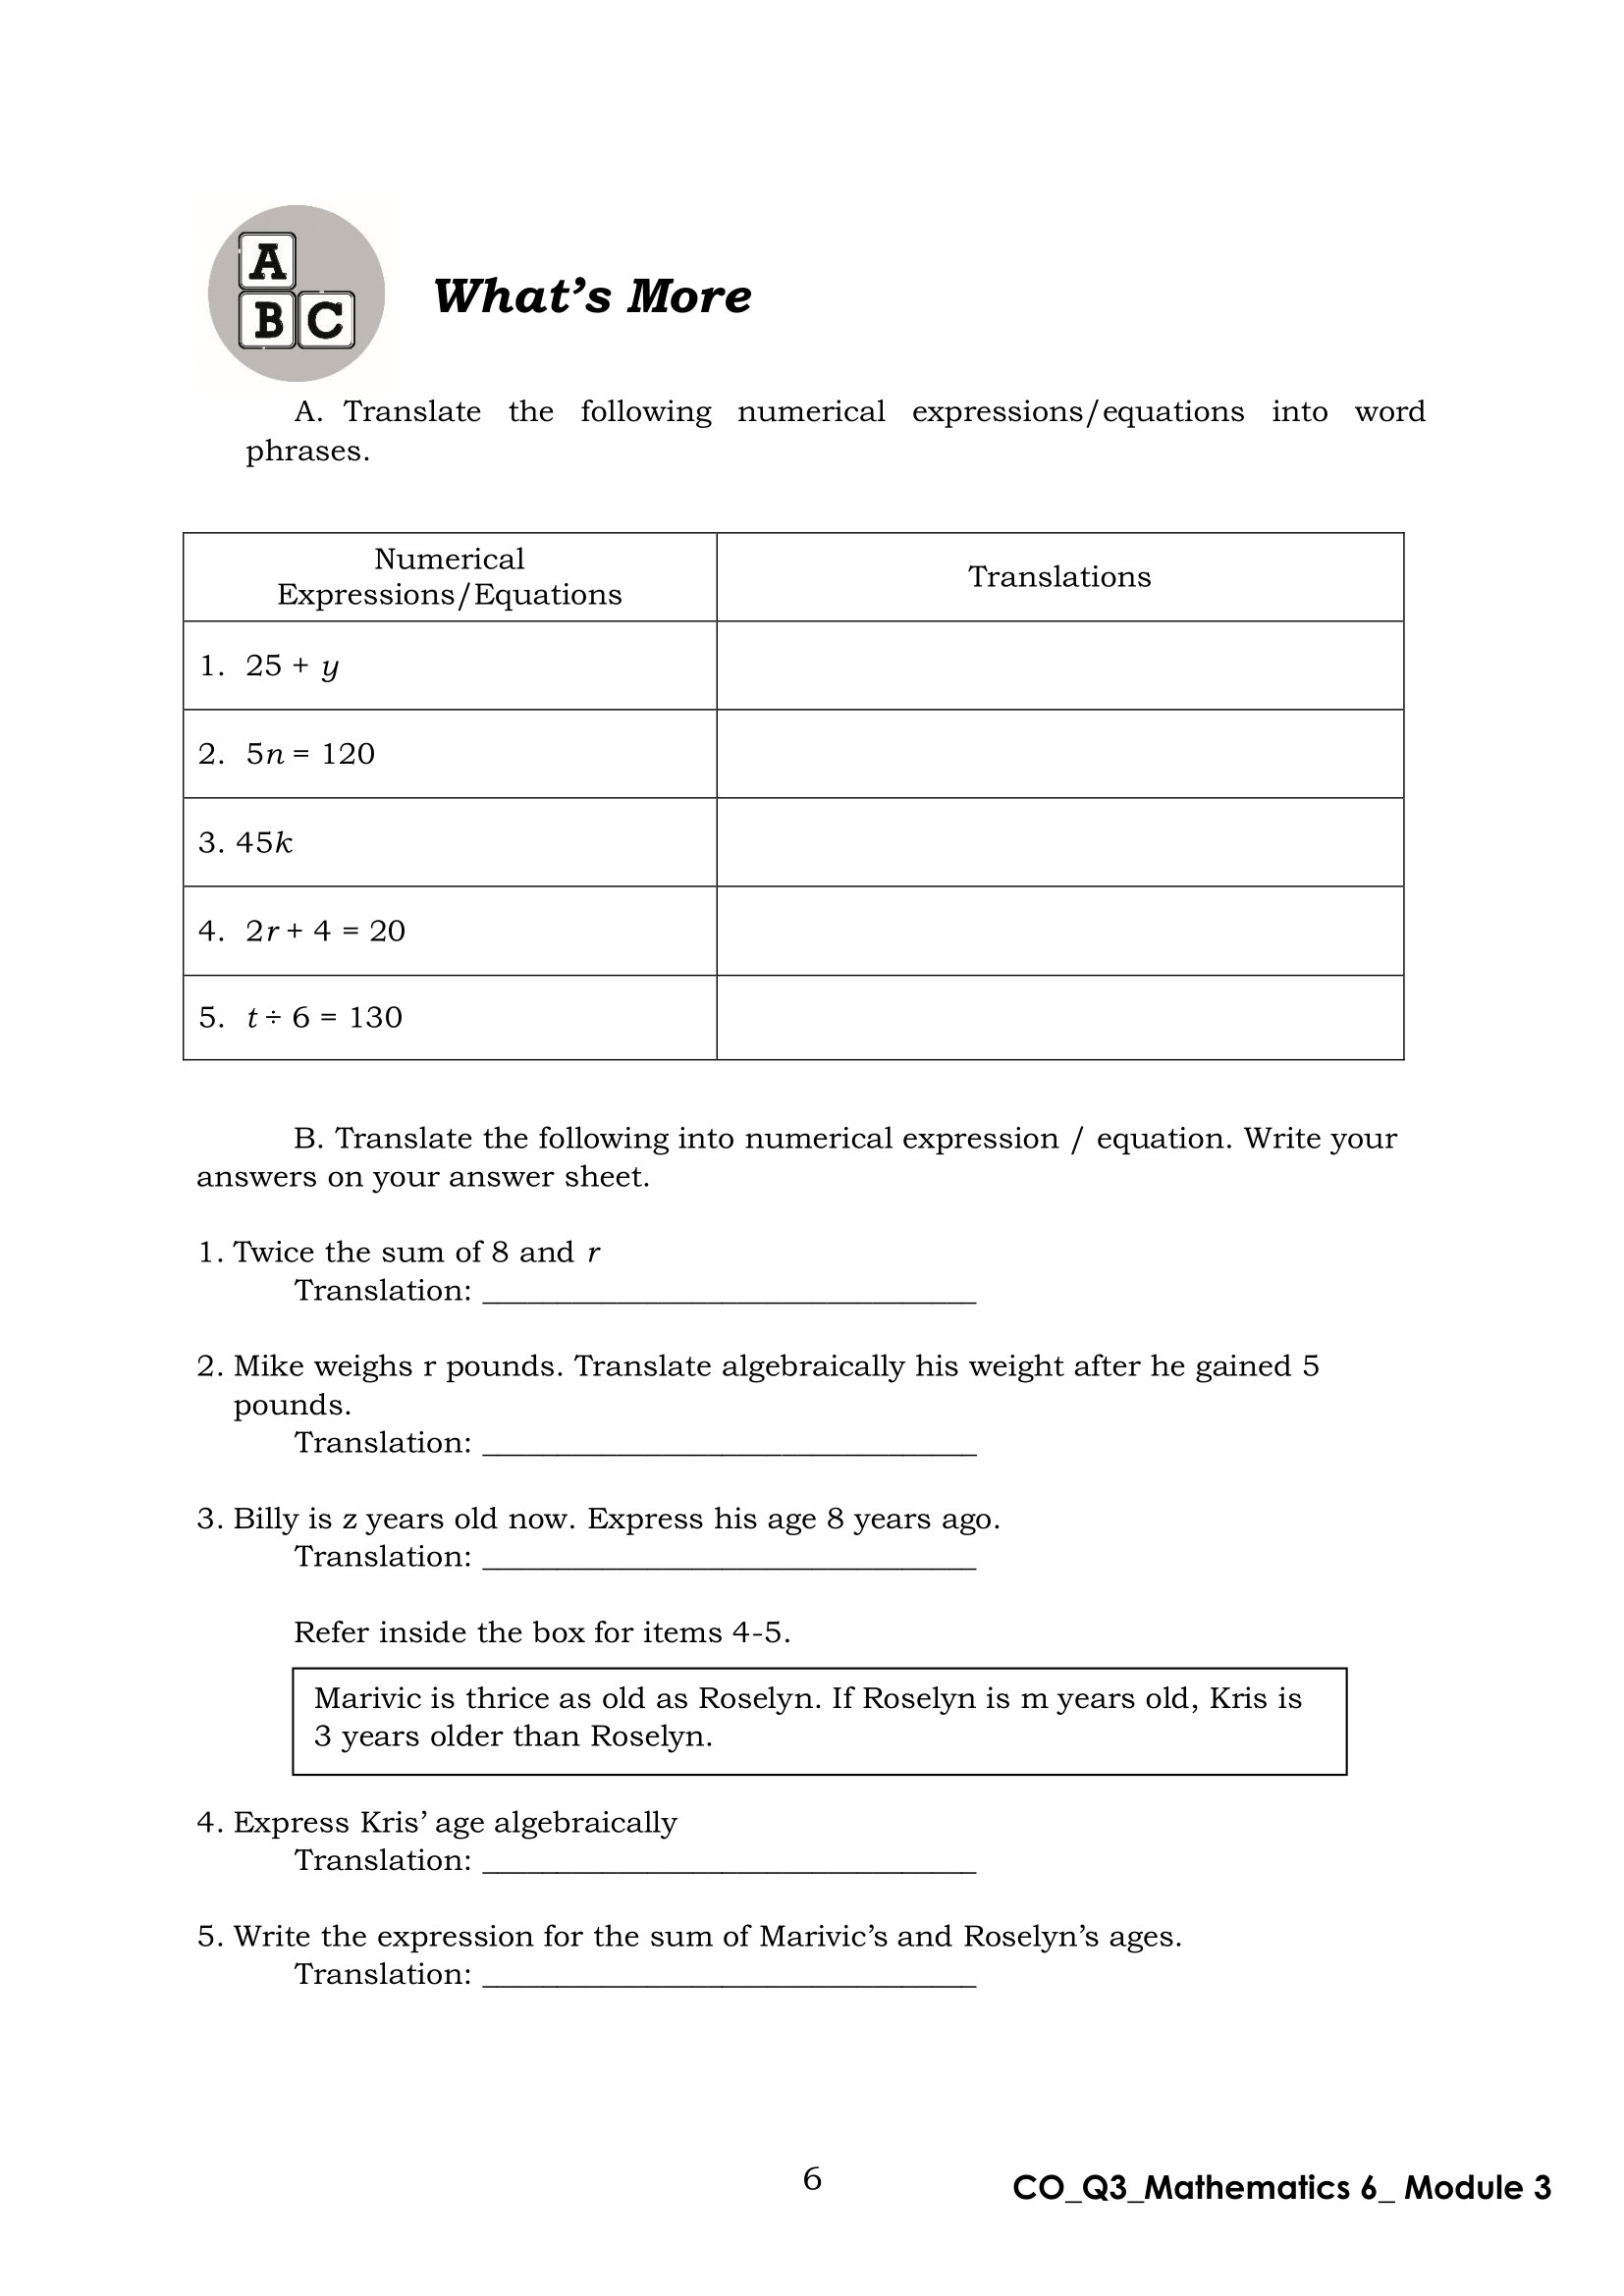 A
B C
What’s More
A. Translate the following numerical expressions/equations into word
phrases.
Numerical
Expressions/Equations
Translations
1. 25 + y
2. 5n = 120
3. 45k
4. 2r + 4 = 20
5. t ÷ 6 = 130
B. Translate the following into numerical expression / equation. Write your
answers on your answer sheet.
1. Twice the sum of 8 and r
Translation: _________________________________
2. Mike weighs r pounds. Translate algebraically his weight after he gained 5
pounds.
Translation: _________________________________
3. Billy is z years old now. Express his age 8 years ago.
Translation: _________________________________
Refer inside the box for items 4-5.
Marivic is thrice as old as Roselyn. If Roselyn is m years old, Kris is
3 years older than Roselyn.
4. Express Kris’ age algebraically
Translation: _________________________________
5. Write the expression for the sum of Marivic’s and Roselyn’s ages.
Translation: _________________________________
6
CO_Q3_Mathematics 6_ Module 3